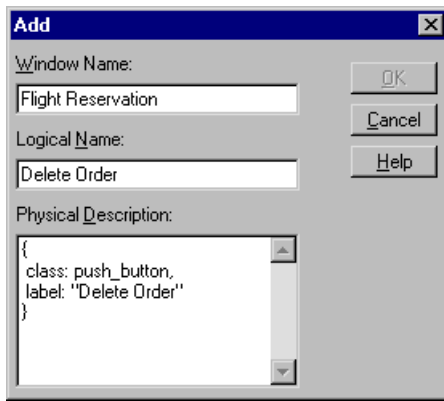 Add
Window Name:
OK
Flight Reservation
Cancel
Logical Name:
Help
Delete Order
Physical Description:
{
class: push_button,
label: "Delete Order"
}